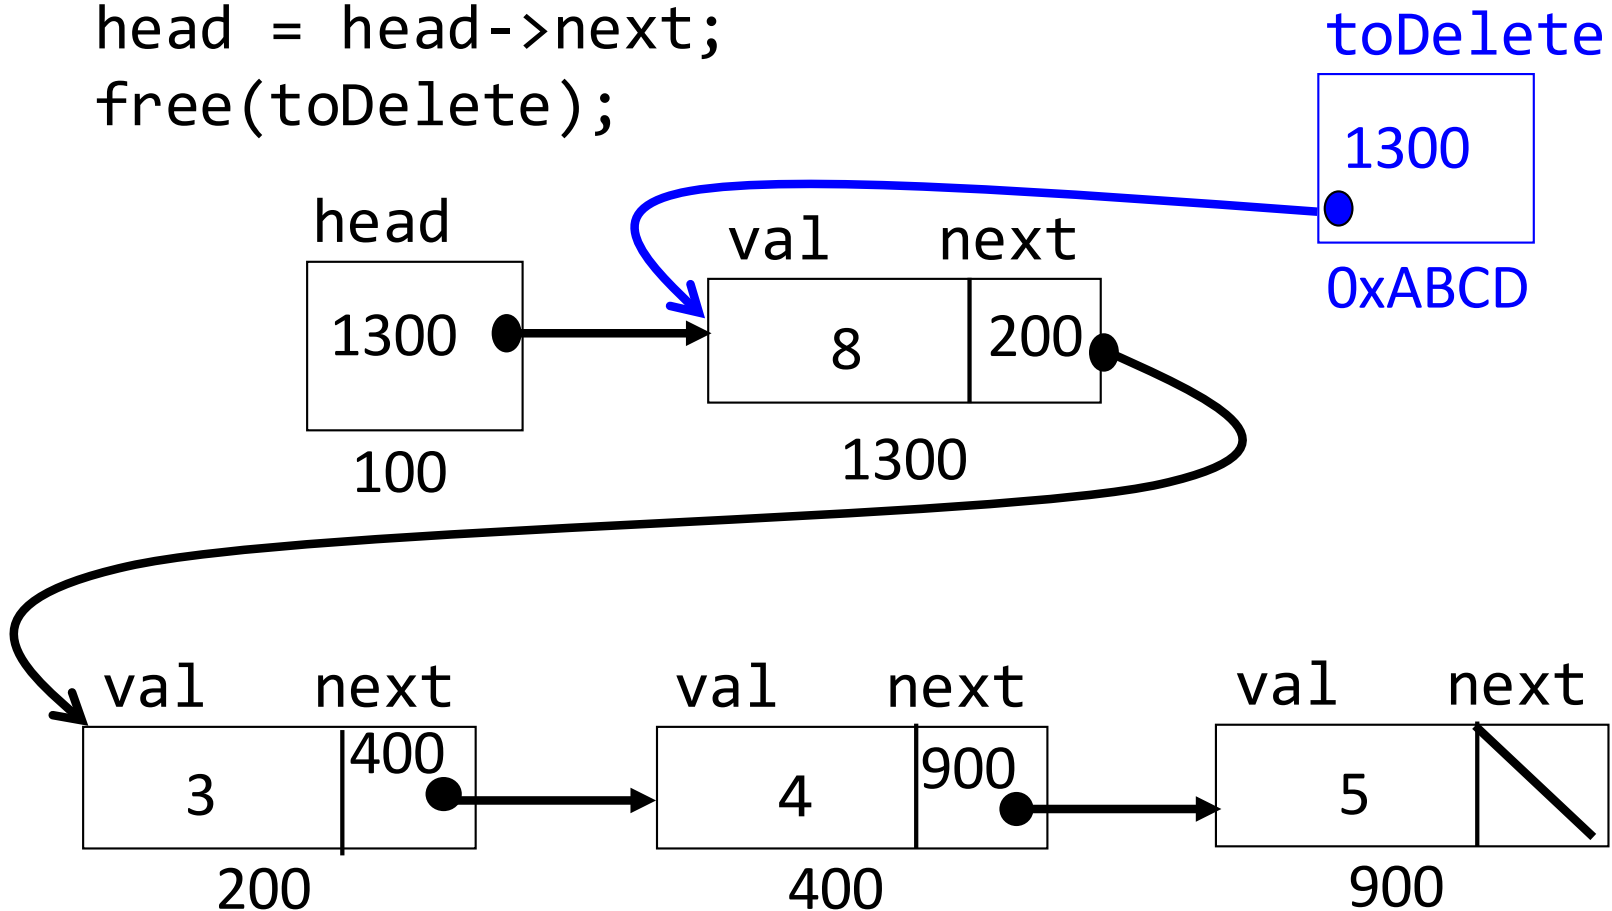 head = head->next;
free(toDelete);
toDelete
1300
0xABCD
head
1300
100
val next
8 200
1300
val next
3 400
200
val next
4 900
400
val next
5
900